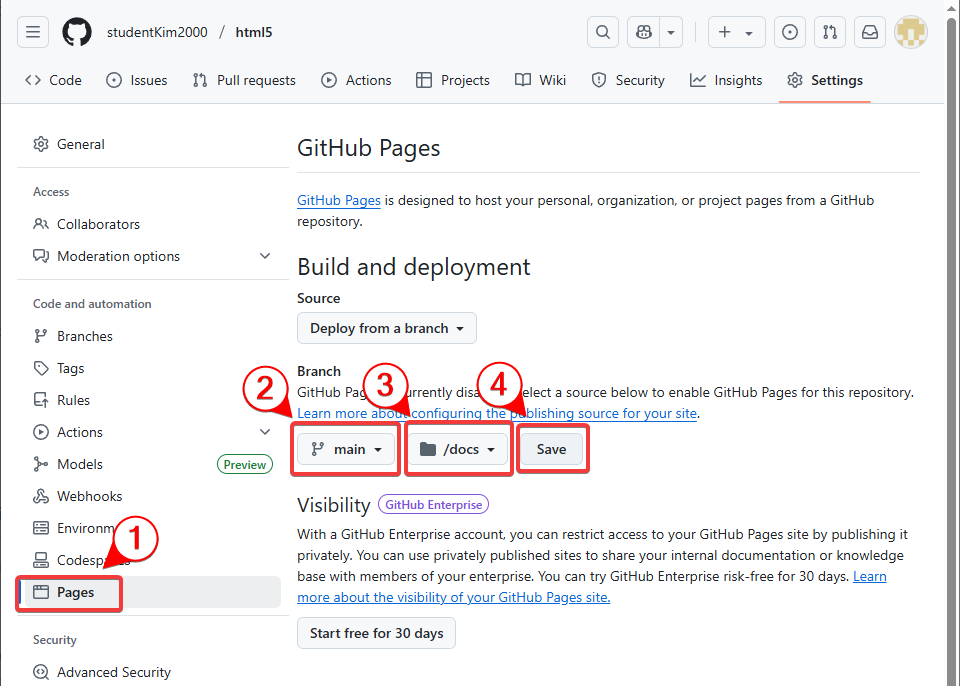 studentKim2000 / html5
Code Issues Pull requests Actions Projects Wiki Security Insights Settings
General
Access
Collaborators
Moderation options
Code and automation
Branches
Tags
Rules
Actions
Models Preview
Webhooks
Environm
Codesp
1
Pages
Security
Advanced Security
GitHub Pages
GitHub Pages is designed to host your personal, organization, or project pages from a GitHub
repository.
Build and deployment
Source
Deploy from a branch
Branch
2 3 4
GitHub Pag urrently disa elect a source below to enable GitHub Pages for this repository.
Learn more about configuring the publishing source for your site.
main /docs Save
Visibility GitHub Enterprise
With a GitHub Enterprise account, you can restrict access to your GitHub Pages site by publishing it
privately. You can use privately published sites to share your internal documentation or knowledge
base with members of your enterprise. You can try GitHub Enterprise risk-free for 30 days. Learn
more about the visibility of your GitHub Pages site.
Start free for 30 days